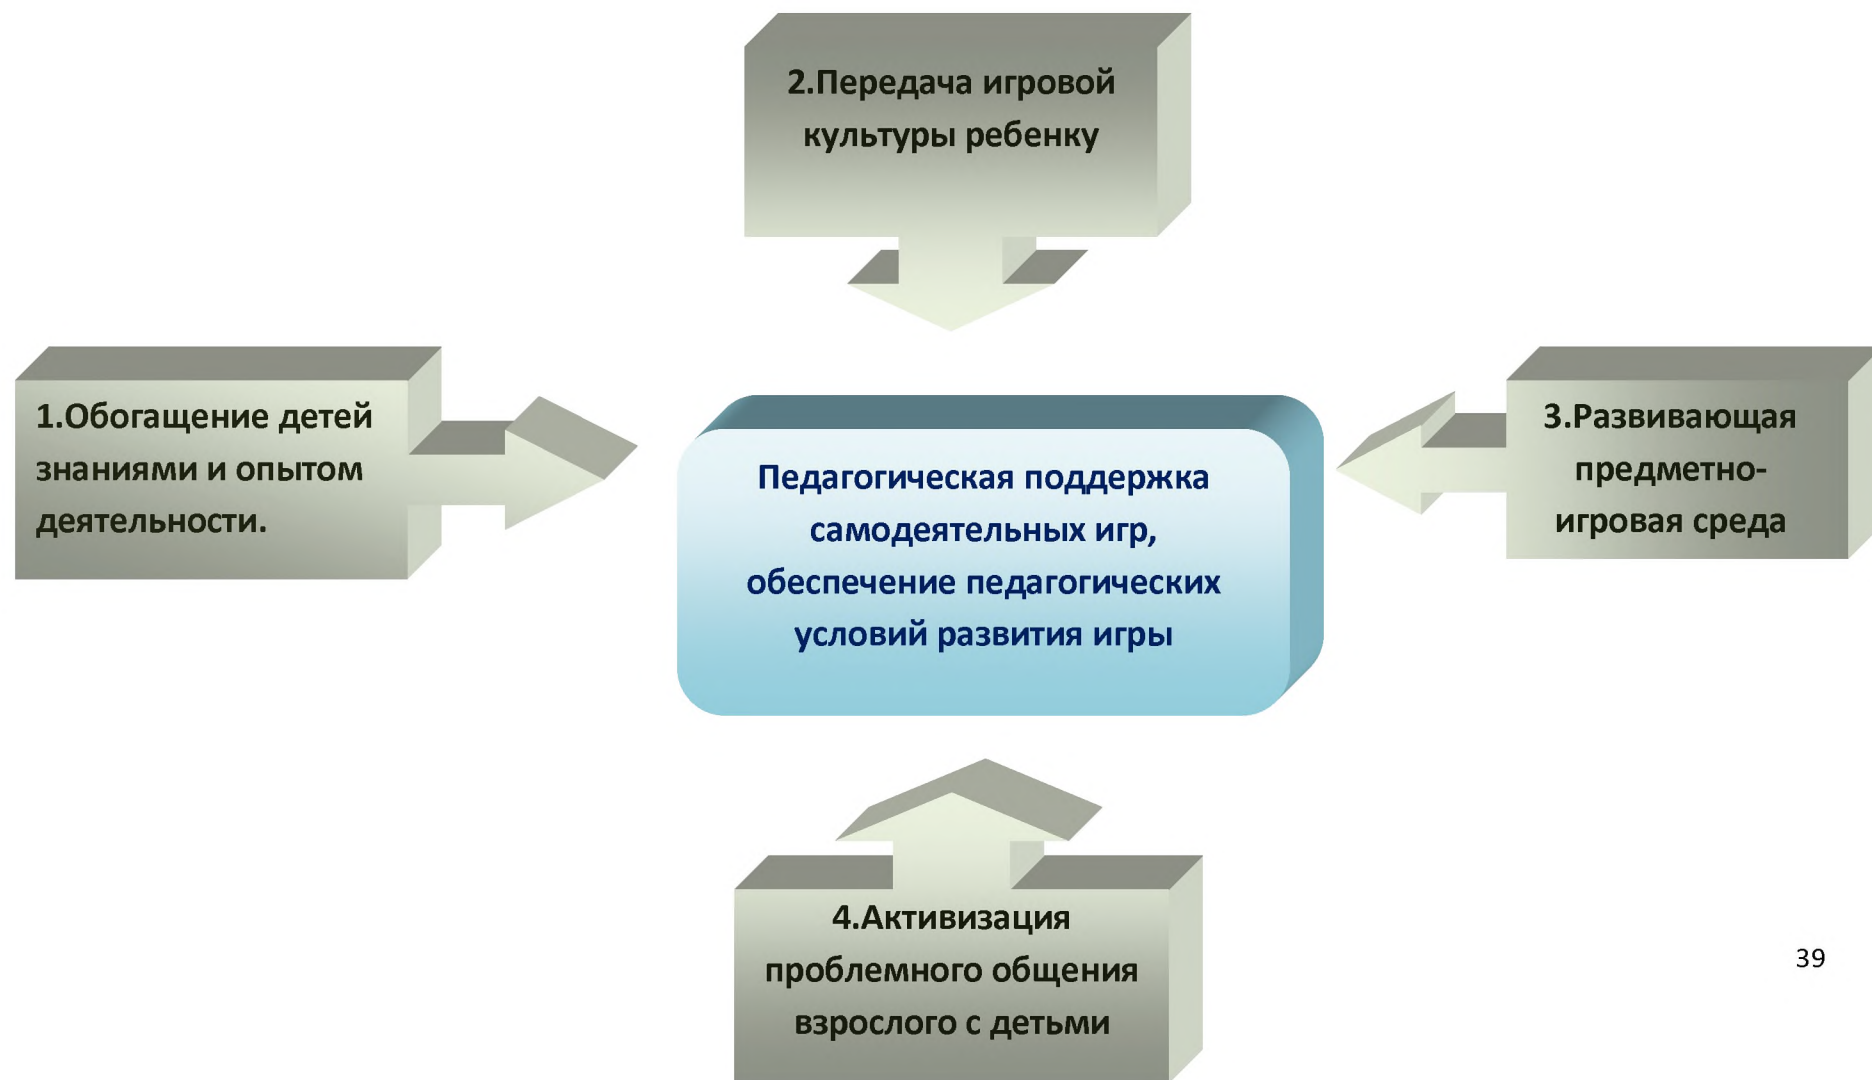 2.Передача игровой
культуры ребенку
1.Обогащение детей
знаниями и опытом
деятельности.
Педагогическая поддержка
самодеятельных игр,
обеспечение педагогических
условий развития игры
3.Развивающая
предметно-
игровая среда
4.Активизация
проблемного общения
взрослого с детьми
39